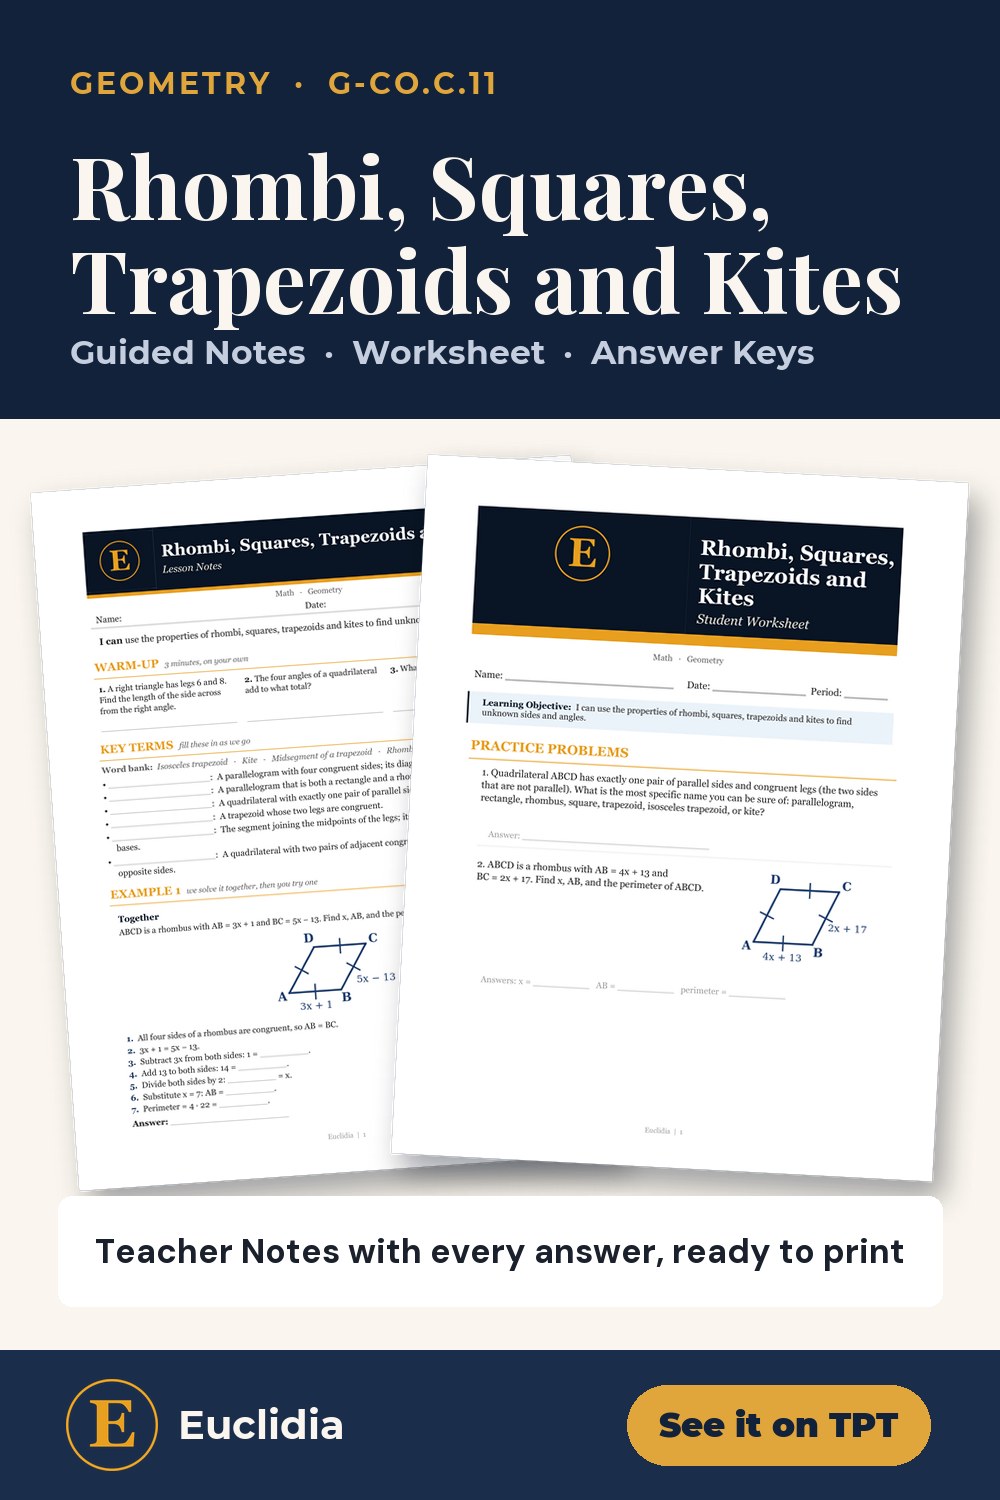 GEOMETRY · G-CO.C.11
Rhombi, Squares,
Trapezoids and Kites
Guided Notes · Worksheet · Answer Keys
E
Rhombi, Squares, Trapezoids
Lesson Notes
Math · Geometry
Name:
Date:
I can use the properties of rhombi, squares, trapezoids and kites to find
WARM-UP 3 minutes, on your own
1. A right triangle has legs 6 and 8.
Find the length of the side across
from the right angle.
2. The four angles of a quadrilateral
add to what total?
3.
KEY TERMS fill these in as we go
Word bank: Isosceles trapezoid · Kite · Midsegment of a trapezoid ·
: A parallelogram with four congruent sides; its
: A parallelogram that is both a rectangle and a
: A quadrilateral with exactly one pair of parallel
: A trapezoid whose two legs are congruent.
: The segment joining the midpoints of the legs;
bases.
: A quadrilateral with two pairs of adjacent
opposite sides.
EXAMPLE 1 we solve it together, then you try one
Together
ABCD is a rhombus with AB = 3x + 1 and BC = 5x − 13. Find x, AB, and the
D
C
5x − 13
A
B
3x + 1
1. All four sides of a rhombus are congruent, so AB = BC.
2. 3x + 1 = 5x − 13.
3. Subtract 3x from both sides: 1 = ____.
4. Add 13 to both sides: 14 = ____.
5. Divide both sides by 2: ____ = x.
6. Substitute x = 7: AB = ____.
7. Perimeter = 4 · 22 = ____.
Answer: ____
Euclidia | 1
E
Rhombi, Squares,
Trapezoids and
Kites
Student Worksheet
Math · Geometry
Name: ____ Date: ____ Period: ____
Learning Objective: I can use the properties of rhombi, squares, trapezoids and kites to find
unknown sides and angles.
PRACTICE PROBLEMS
1. Quadrilateral ABCD has exactly one pair of parallel sides and congruent legs (the two sides
that are not parallel). What is the most specific name you can be sure of: parallelogram,
rectangle, rhombus, square, trapezoid, isosceles trapezoid, or kite?
Answer: ____
2. ABCD is a rhombus with AB = 4x + 13 and
BC = 2x + 17. Find x, AB, and the perimeter of ABCD.
D
C
2x + 17
A
B
4x + 13
Answers: x = ____ AB = ____ perimeter = ____
Euclidia | 1
Teacher Notes with every answer, ready to print
E
Euclidia
See it on TPT